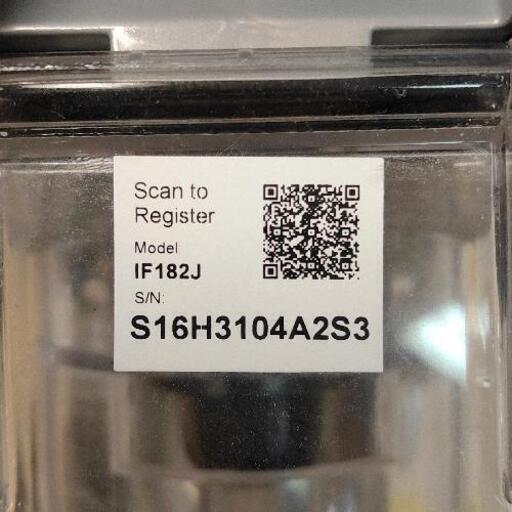 Scan to
Register
Model
IF182J
S/N:
S16H3104A2S3